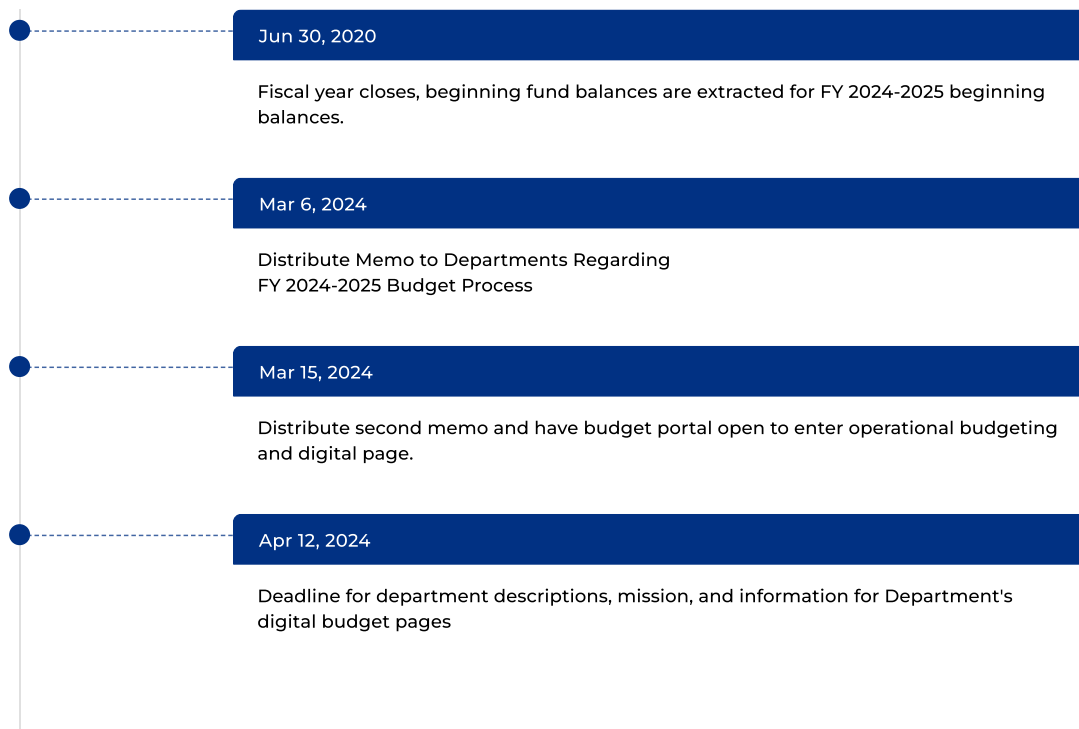 Jun 30, 2020
Fiscal year closes, beginning fund balances are extracted for FY 2024-2025 beginning
balances.
Mar 6, 2024
Distribute Memo to Departments Regarding
FY 2024-2025 Budget Process
Mar 15, 2024
Distribute second memo and have budget portal open to enter operational budgeting
and digital page.
Apr 12, 2024
Deadline for department descriptions, mission, and information for Department's
digital budget pages